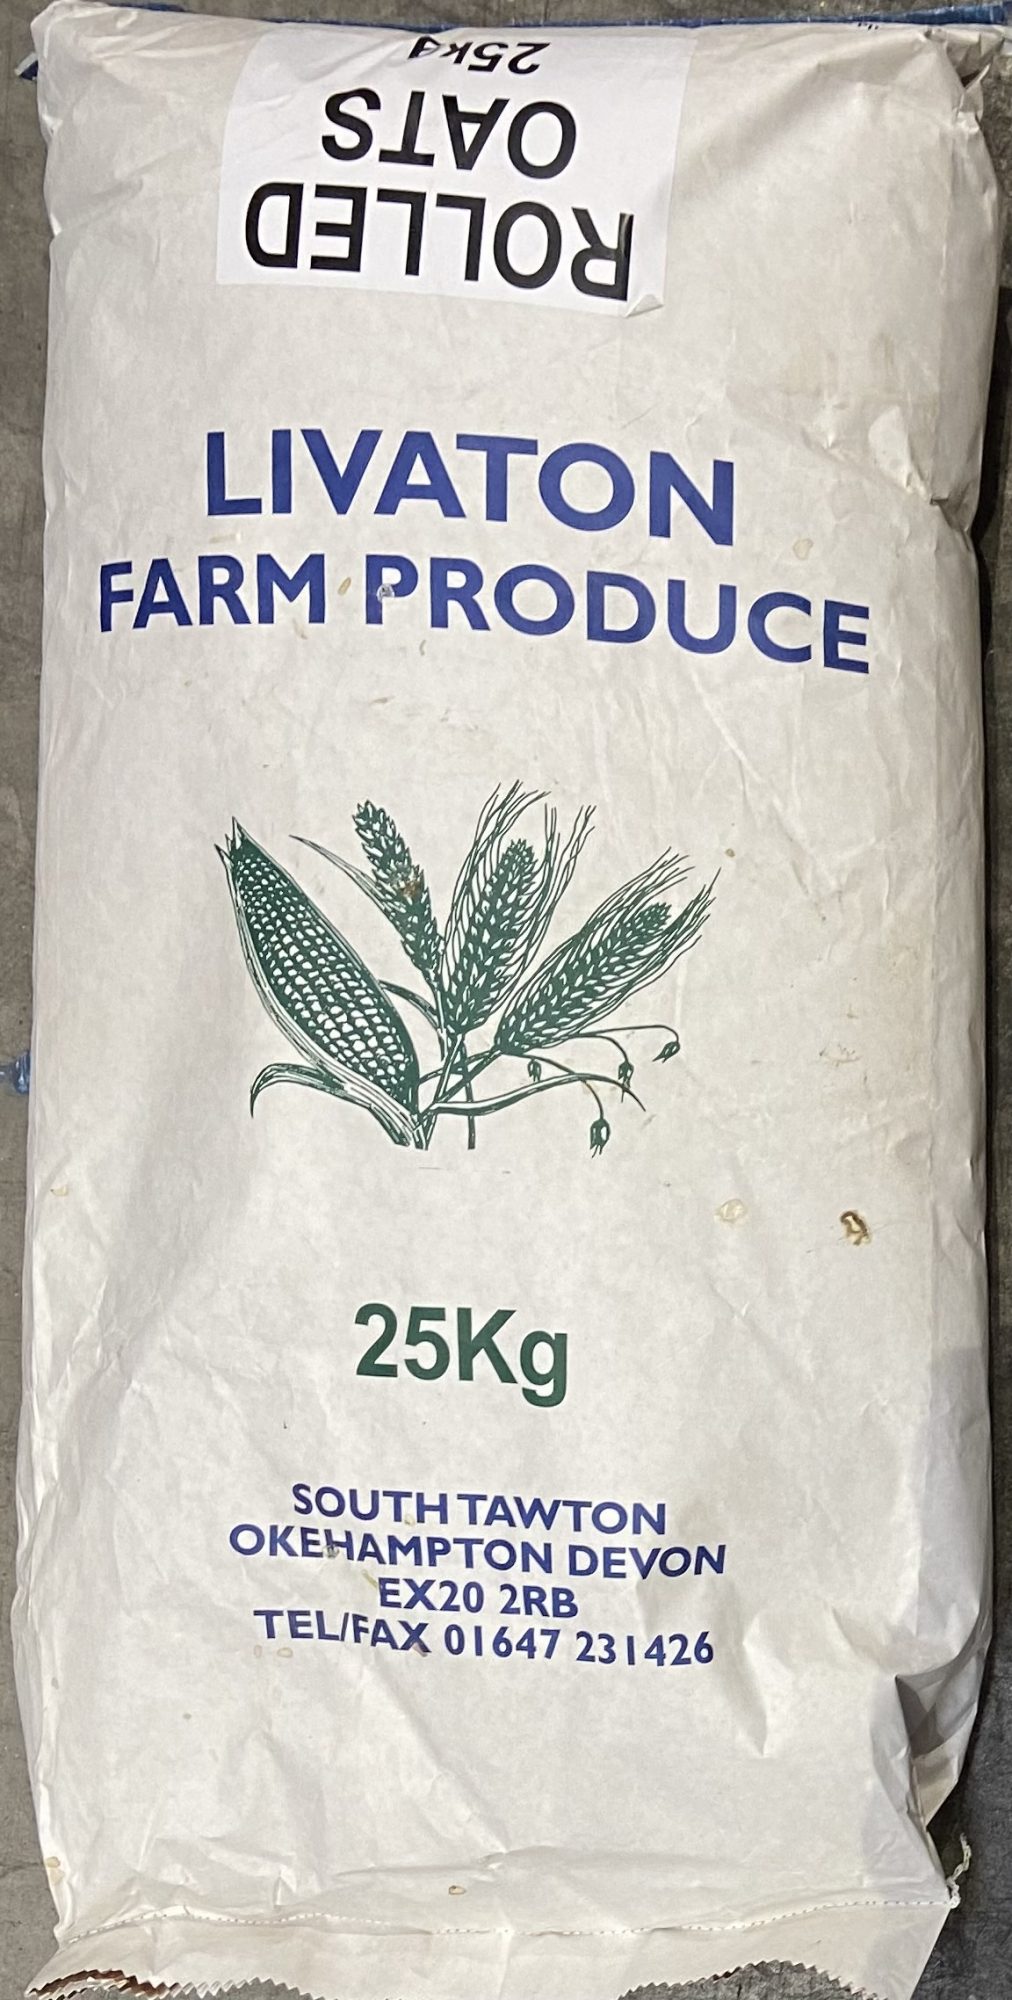 ROLLED
OATS
25kg
LIVATON
FARM PRODUCE
25Kg
SOUTH TAWTON
OKEHAMPTON DEVON
EX20 2RB
TEL/FAX 01647 231426